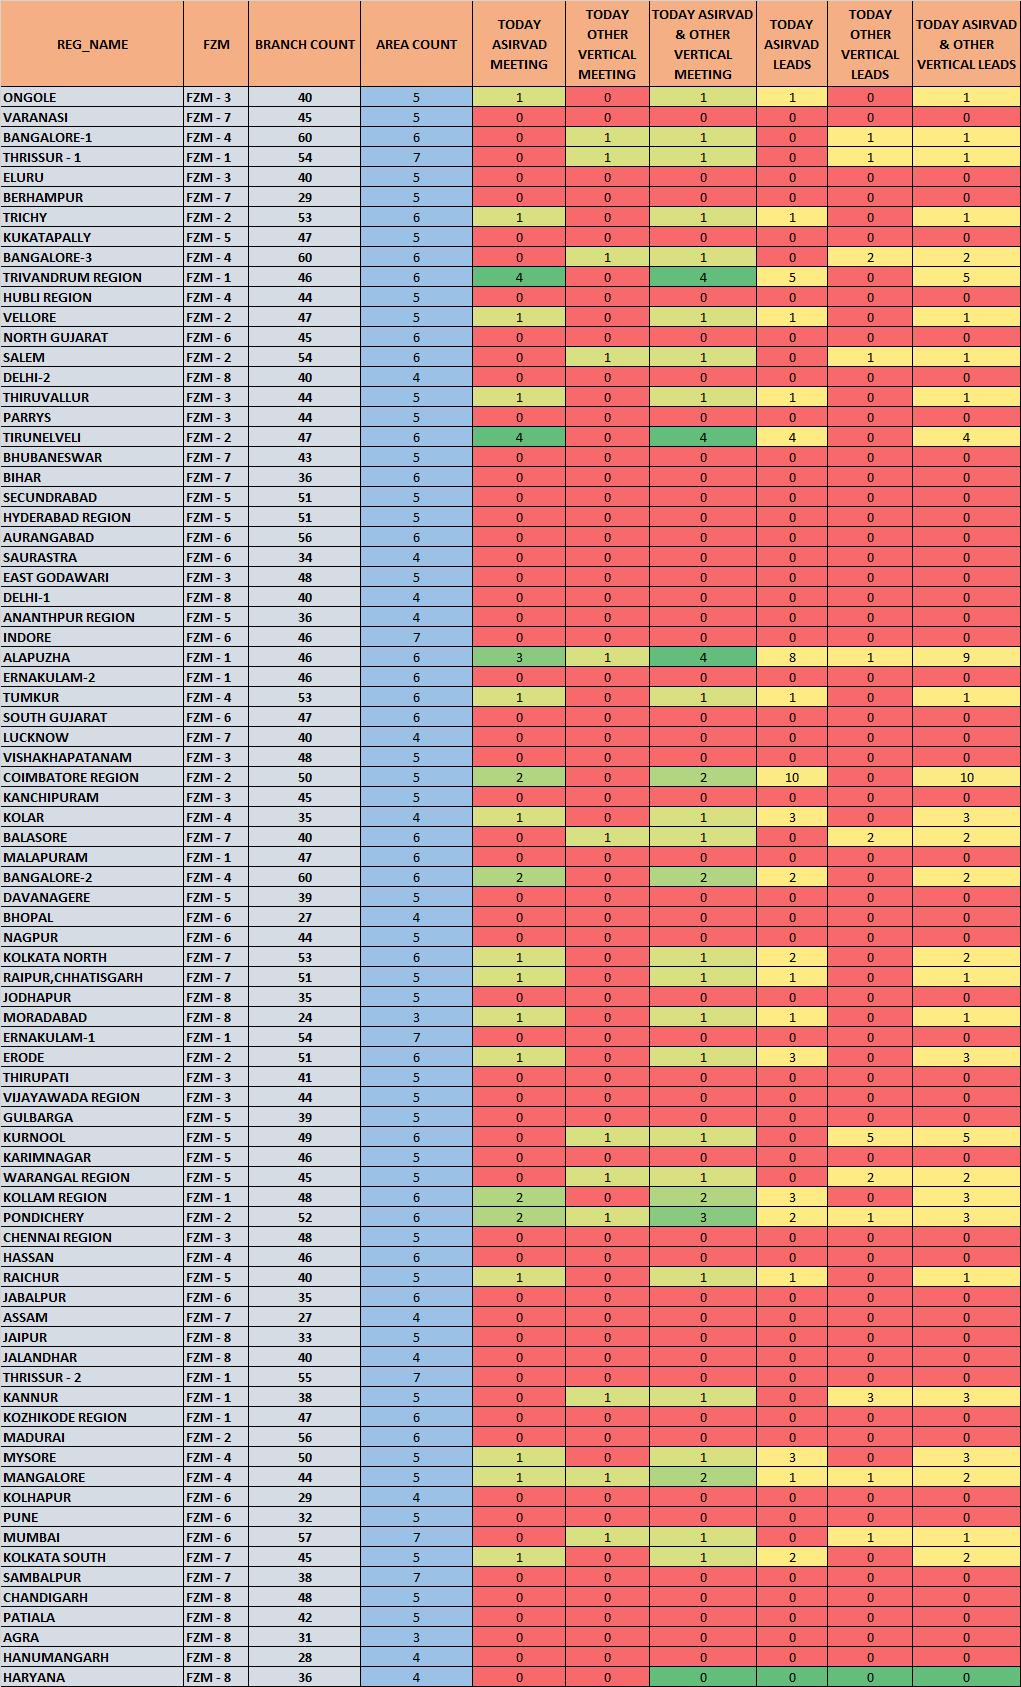 REG_NAME FZM BRANCH COUNT AREA COUNT TODAY ASIRVAD MEETING TODAY OTHER VERTICAL MEETING TODAY ASIRVAD & OTHER VERTICAL MEETING TODAY ASIRVAD LEADS TODAY OTHER VERTICAL LEADS TODAY ASIRVAD & OTHER VERTICAL LEADS
ONGOLE FZM - 3 40 5 1 0 1 1 0 1
VARANASI FZM - 7 45 5 0 0 0 0 0 0
BANGALORE-1 FZM - 4 60 6 0 1 1 0 1 1
THRISSUR - 1 FZM - 1 54 7 0 1 1 0 1 1
ELURU FZM - 3 40 5 0 0 0 0 0 0
BERHAMPUR FZM - 7 29 5 0 0 0 0 0 0
TRICHY FZM - 2 53 6 1 0 1 1 0 1
KUKATAPALLY FZM - 5 47 5 0 0 0 0 0 0
BANGALORE-3 FZM - 4 60 6 0 1 1 0 2 2
TRIVANDRUM REGION FZM - 1 46 6 4 0 4 5 0 5
HUBLI REGION FZM - 4 44 5 0 0 0 0 0 0
VELLORE FZM - 2 47 5 1 0 1 1 0 1
NORTH GUJARAT FZM - 6 45 6 0 0 0 0 0 0
SALEM FZM - 2 54 6 0 1 1 0 1 1
DELHI-2 FZM - 8 40 4 0 0 0 0 0 0
THIRUVALLUR FZM - 3 44 5 1 0 1 1 0 1
PARRYS FZM - 3 44 5 0 0 0 0 0 0
TIRUNELVELI FZM - 2 47 6 4 0 4 4 0 4
BHUBANESWAR FZM - 7 43 5 0 0 0 0 0 0
BIHAR FZM - 7 36 6 0 0 0 0 0 0
SECUNDRABAD FZM - 5 51 5 0 0 0 0 0 0
HYDERABAD REGION FZM - 5 51 5 0 0 0 0 0 0
AURANGABAD FZM - 6 56 6 0 0 0 0 0 0
SAURASTRA FZM - 6 34 4 0 0 0 0 0 0
EAST GODAWARI FZM - 3 48 5 0 0 0 0 0 0
DELHI-1 FZM - 8 40 4 0 0 0 0 0 0
ANANTHPUR REGION FZM - 5 36 4 0 0 0 0 0 0
INDORE FZM - 6 46 7 0 0 0 0 0 0
ALAPUZHA FZM - 1 46 6 3 1 4 8 1 9
ERNAKULAM-2 FZM - 1 46 6 0 0 0 0 0 0
TUMKUR FZM - 4 53 6 1 0 1 1 0 1
SOUTH GUJARAT FZM - 6 47 6 0 0 0 0 0 0
LUCKNOW FZM - 7 40 4 0 0 0 0 0 0
VISHAKHAPATANAM FZM - 3 48 5 0 0 0 0 0 0
COIMBATORE REGION FZM - 2 50 5 2 0 2 10 0 10
KANCHIPURAM FZM - 3 45 5 0 0 0 0 0 0
KOLAR FZM - 4 35 4 1 0 1 3 0 3
BALASORE FZM - 7 40 6 0 1 1 0 2 2
MALAPURAM FZM - 1 47 6 0 0 0 0 0 0
BANGALORE-2 FZM - 4 60 6 2 0 2 2 0 2
DAVANAGERE FZM - 5 39 5 0 0 0 0 0 0
BHOPAL FZM - 6 27 4 0 0 0 0 0 0
NAGPUR FZM - 6 44 5 0 0 0 0 0 0
KOLKATA NORTH FZM - 7 53 6 1 0 1 2 0 2
RAIPUR,CHHATISGARH FZM - 7 51 5 1 0 1 1 0 1
JODHAPUR FZM - 8 35 5 0 0 0 0 0 0
MORADABAD FZM - 8 24 3 1 0 1 1 0 1
ERNAKULAM-1 FZM - 1 54 7 0 0 0 0 0 0
ERODE FZM - 2 51 6 1 0 1 3 0 3
THIRUPATI FZM - 3 41 5 0 0 0 0 0 0
VIJAYAWADA REGION FZM - 3 44 5 0 0 0 0 0 0
GULBARGA FZM - 5 39 5 0 0 0 0 0 0
KURNOOL FZM - 5 49 6 0 1 1 0 5 5
KARIMNAGAR FZM - 5 46 5 0 0 0 0 0 0
WARANGAL REGION FZM - 5 45 5 0 1 1 0 2 2
KOLLAM REGION FZM - 1 48 6 2 0 2 3 0 3
PONDICHERY FZM - 2 52 6 2 1 3 2 1 3
CHENNAI REGION FZM - 3 48 5 0 0 0 0 0 0
HASSAN FZM - 4 46 6 0 0 0 0 0 0
RAICHUR FZM - 5 40 5 1 0 1 1 0 1
JABALPUR FZM - 6 35 6 0 0 0 0 0 0
ASSAM FZM - 7 27 4 0 0 0 0 0 0
JAIPUR FZM - 8 33 5 0 0 0 0 0 0
JALANDHAR FZM - 8 40 4 0 0 0 0 0 0
THRISSUR - 2 FZM - 1 55 7 0 0 0 0 0 0
KANNUR FZM - 1 38 5 0 1 1 0 3 3
KOZHIKODE REGION FZM - 1 47 6 0 0 0 0 0 0
MADURAI FZM - 2 56 6 0 0 0 0 0 0
MYSORE FZM - 4 50 5 1 0 1 3 0 3
MANGALORE FZM - 4 44 5 1 1 2 1 1 2
KOLHAPUR FZM - 6 29 4 0 0 0 0 0 0
PUNE FZM - 6 32 5 0 0 0 0 0 0
MUMBAI FZM - 6 57 7 0 1 1 0 1 1
KOLKATA SOUTH FZM - 7 45 5 1 0 1 2 0 2
SAMBALPUR FZM - 7 38 7 0 0 0 0 0 0
CHANDIGARH FZM - 8 48 5 0 0 0 0 0 0
PATIALA FZM - 8 42 5 0 0 0 0 0 0
AGRA FZM - 8 31 3 0 0 0 0 0 0
HANUMANGARH FZM - 8 28 4 0 0 0 0 0 0
HARYANA FZM - 8 36 4 0 0 0 0 0 0